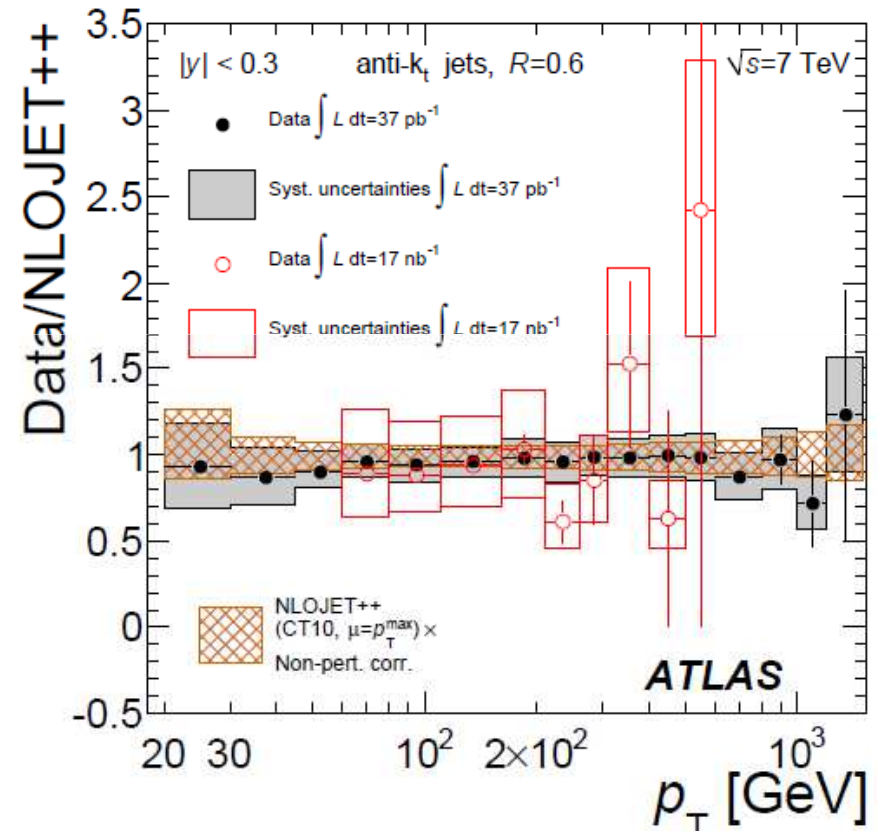 Data/NLOJET++
3.5
3
2.5
2
1.5
1
0.5
0
-0.5
|y| < 0.3 anti-kₜ jets, R=0.6 √s=7 TeV
Data ∫ L dt=37 pb⁻¹
Syst. uncertainties ∫ L dt=37 pb⁻¹
Data ∫ L dt=17 nb⁻¹
Syst. uncertainties ∫ L dt=17 nb⁻¹
NLOJET++
(CT10, μ=p_T^max) ×
Non-pert. corr.
ATLAS
20 30 10² 2×10² 10³
p_T [GeV]